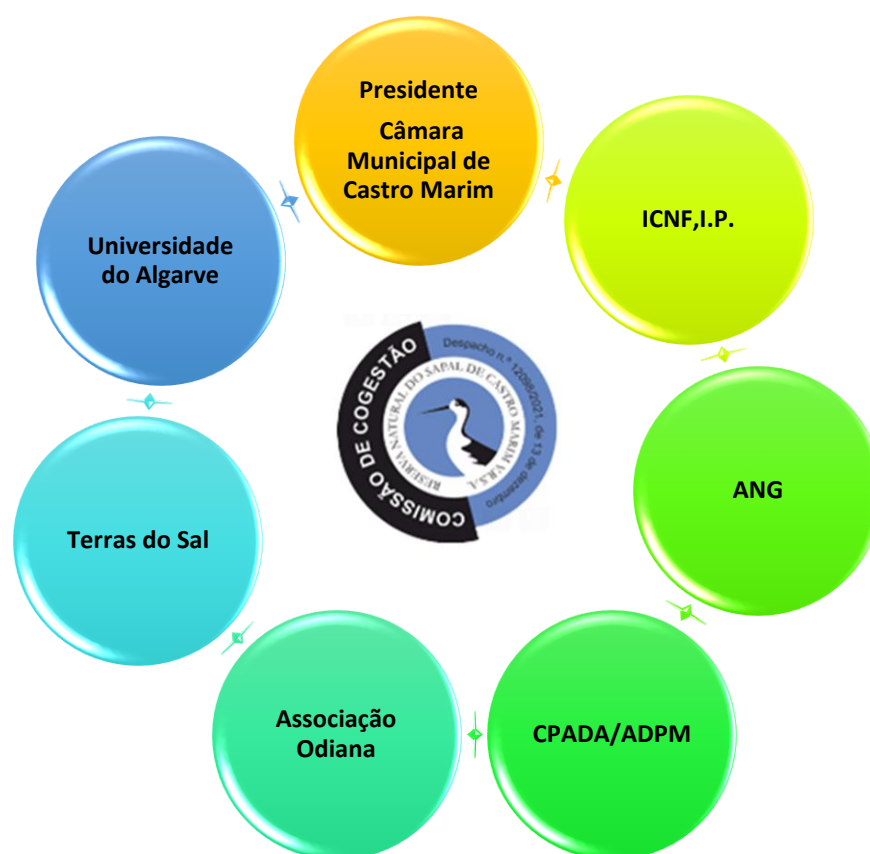 Presidente
Câmara
Municipal de
Castro Marim
ICNF,I.P.
ANG
CPADA/ADPM
Associação
Odiana
Terras do Sal
Universidade
do Algarve
COMISSÃO DE COGESTÃO
Despacho n.º 12098/2021, de 13 de dezembro
RESERVA NATURAL DO SAPAL DE CASTRO MARIM V.R.S.A.